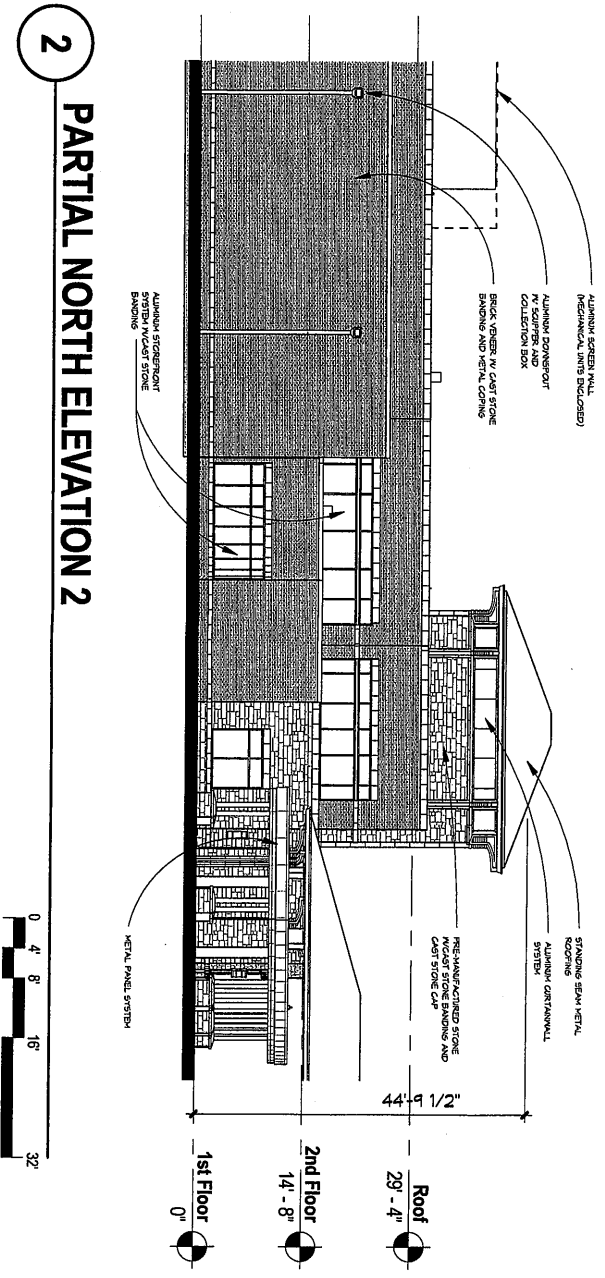 ALUMINUM SCREEN WALL
(MECHANICAL UNITS ENCLOSED)
ALUMINUM DOWNSPOUT
W/ SCUPPER AND
COLLECTION BOX
BRICK VENEER W/ CAST STONE
BANDING AND METAL COPING
STANDING SEAM METAL
ROOFING
ALUMINUM CURTAINWALL
SYSTEM
PRE-MANUFACTURED STONE
W/CAST STONE BANDING AND
CAST STONE CAP
44'-9 1/2"
Roof
29' - 4"
2nd Floor
14' - 8"
1st Floor
0"
ALUMINUM STOREFRONT
SYSTEM W/CAST STONE
BANDING
METAL PANEL SYSTEM
2
PARTIAL NORTH ELEVATION 2
0 4' 8' 16' 32'